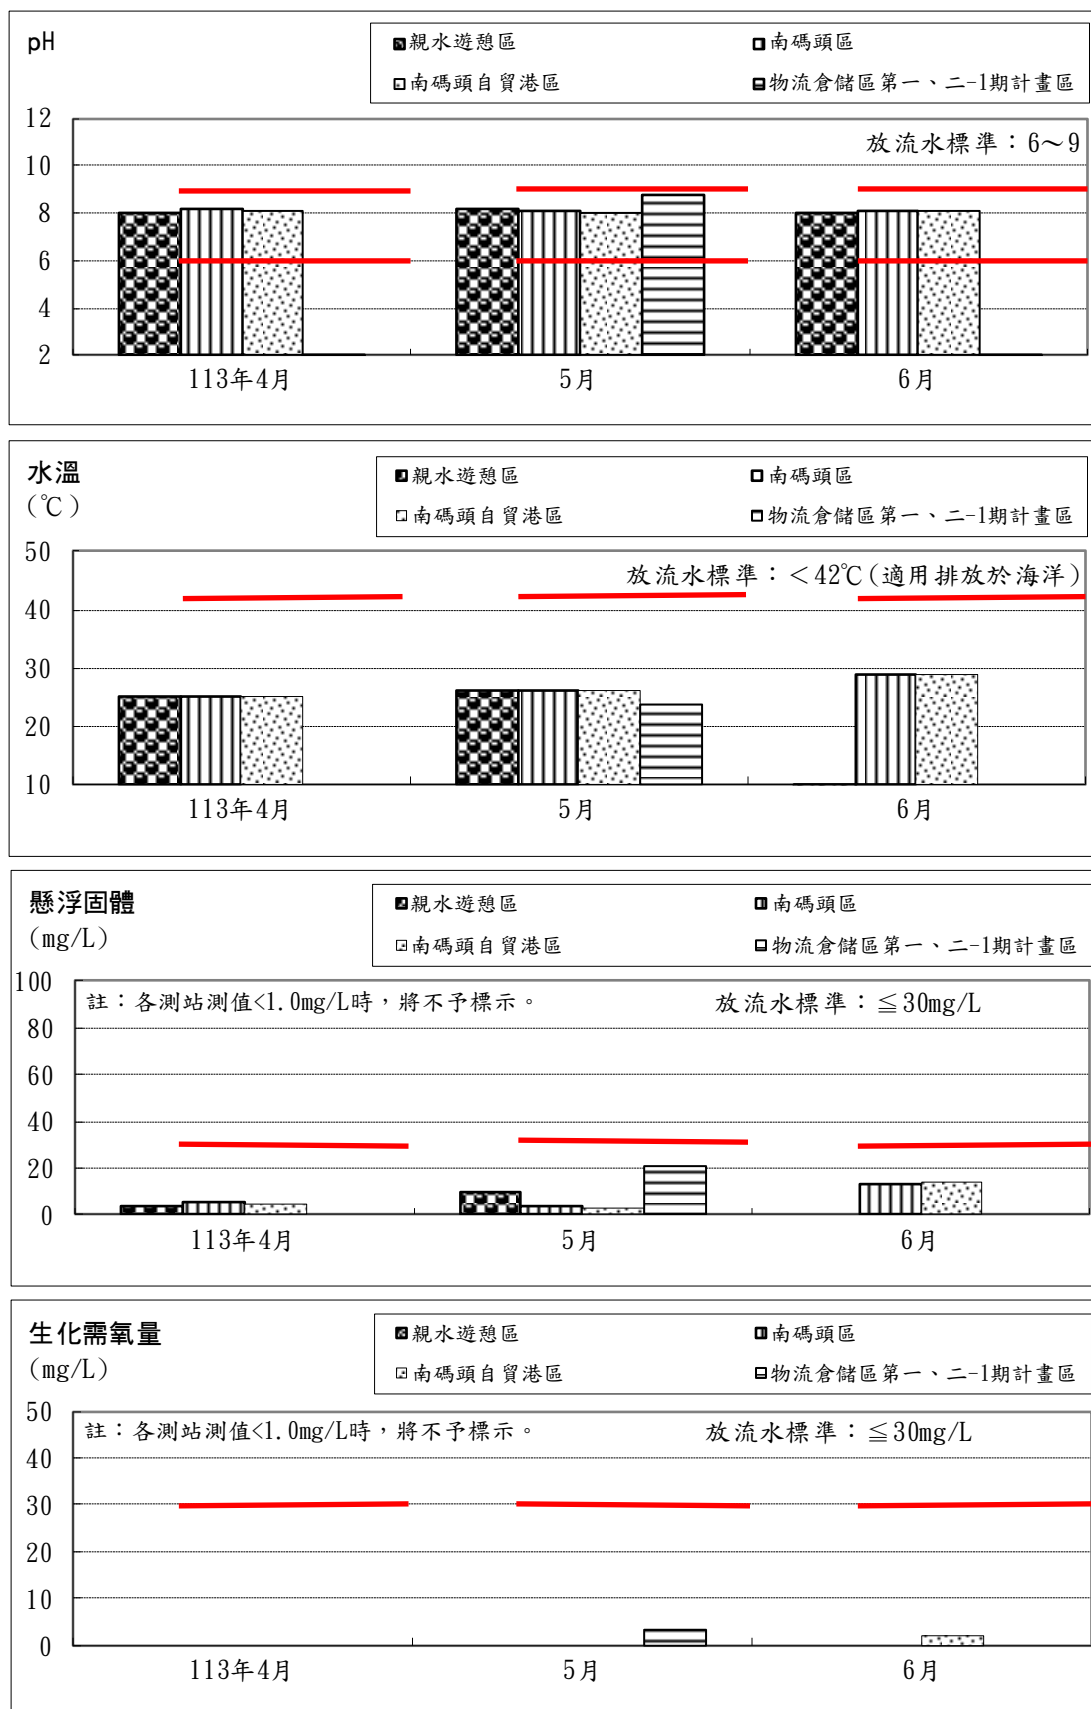 pH
親水遊憩區 南碼頭區
南碼頭自貿港區 物流倉儲區第一、二-1期計畫區
放流水標準：6～9
12
10
8
6
4
2
113年4月 5月 6月
水溫
(℃)
親水遊憩區 南碼頭區
南碼頭自貿港區 物流倉儲區第一、二-1期計畫區
放流水標準：＜42℃(適用排放於海洋)
50
40
30
20
10
113年4月 5月 6月
懸浮固體
(mg/L)
親水遊憩區 南碼頭區
南碼頭自貿港區 物流倉儲區第一、二-1期計畫區
註：各測站測值<1.0mg/L時，將不予標示。 放流水標準：≦30mg/L
100
80
60
40
20
0
113年4月 5月 6月
生化需氧量
(mg/L)
親水遊憩區 南碼頭區
南碼頭自貿港區 物流倉儲區第一、二-1期計畫區
註：各測站測值<1.0mg/L時，將不予標示。 放流水標準：≦30mg/L
50
40
30
20
10
0
113年4月 5月 6月